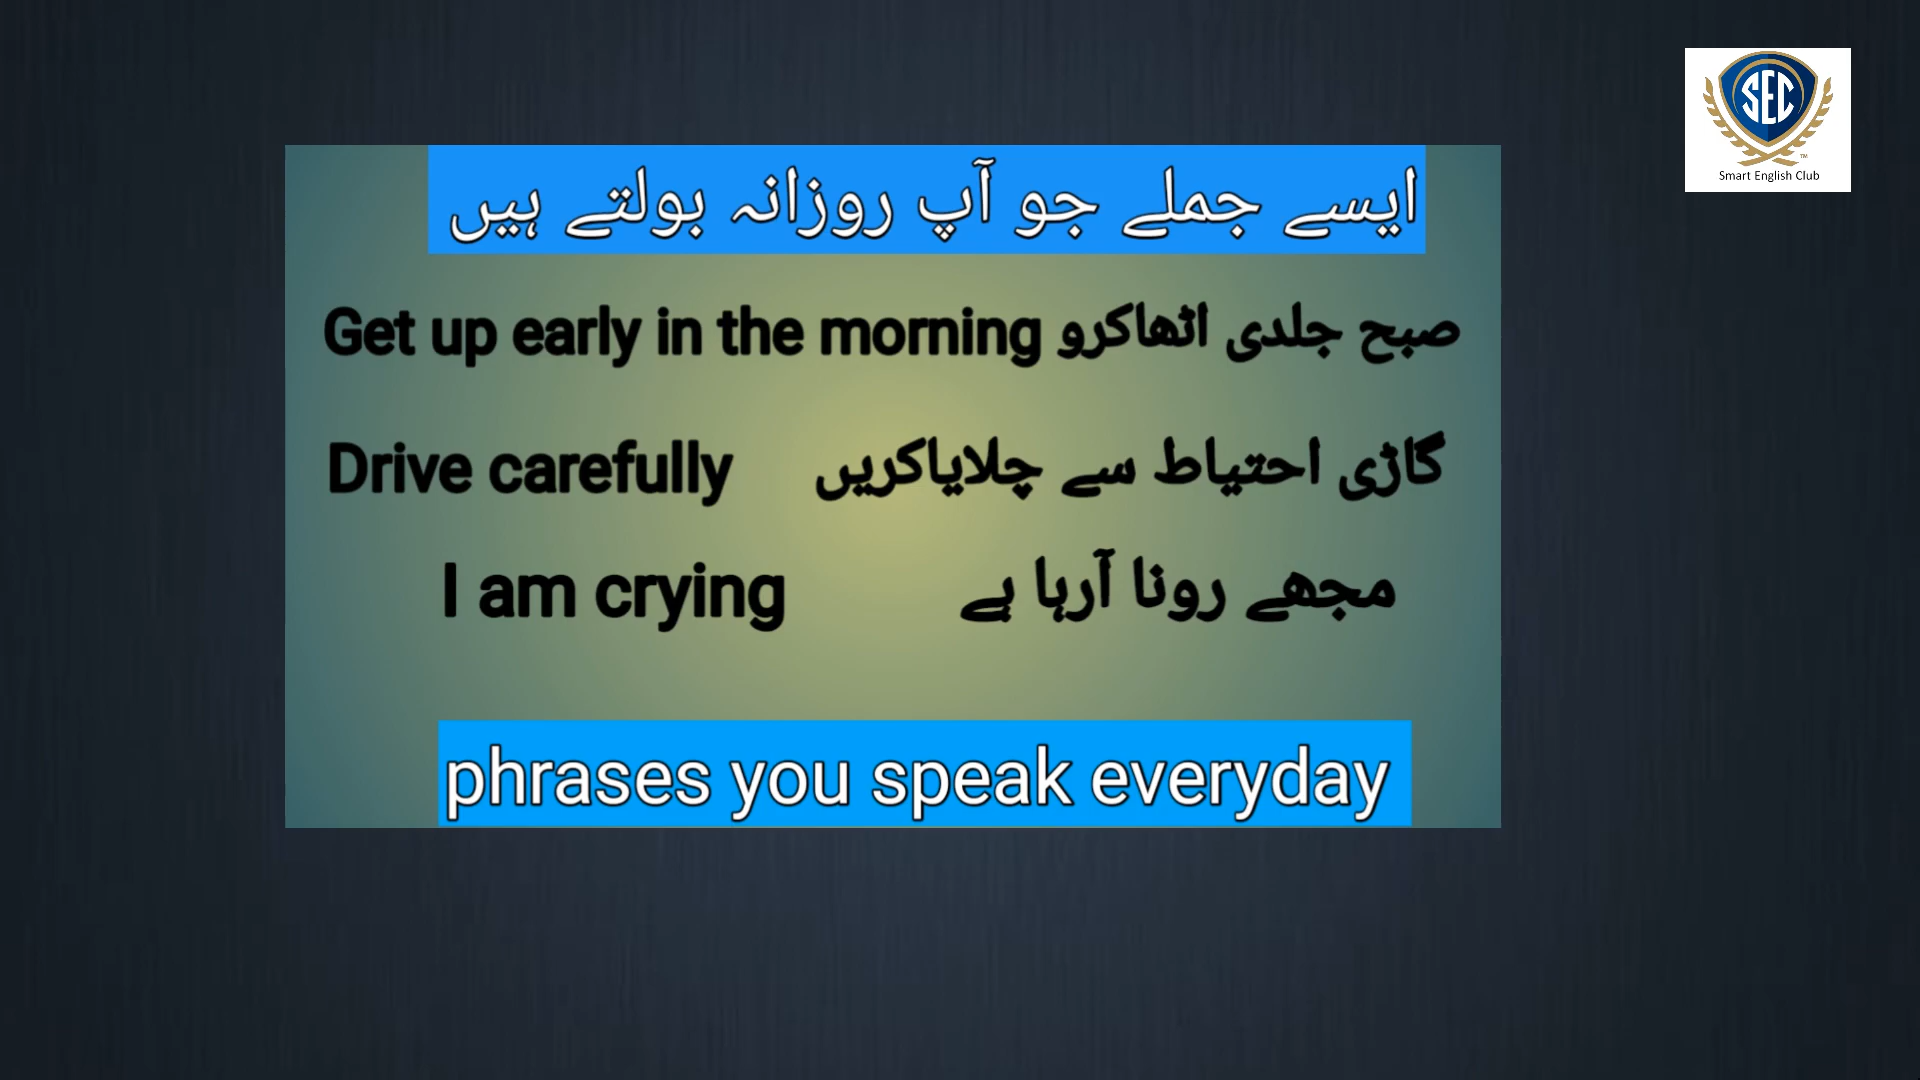 SEC
TM
Smart English Club
ایسے جملے جو آپ روزانہ بولتے ہیں
Get up early in the morning صبح جلدی اٹھاکرو
Drive carefully گاڑی احتیاط سے چلایاکریں
I am crying مجھے رونا آرہا ہے
phrases you speak everyday